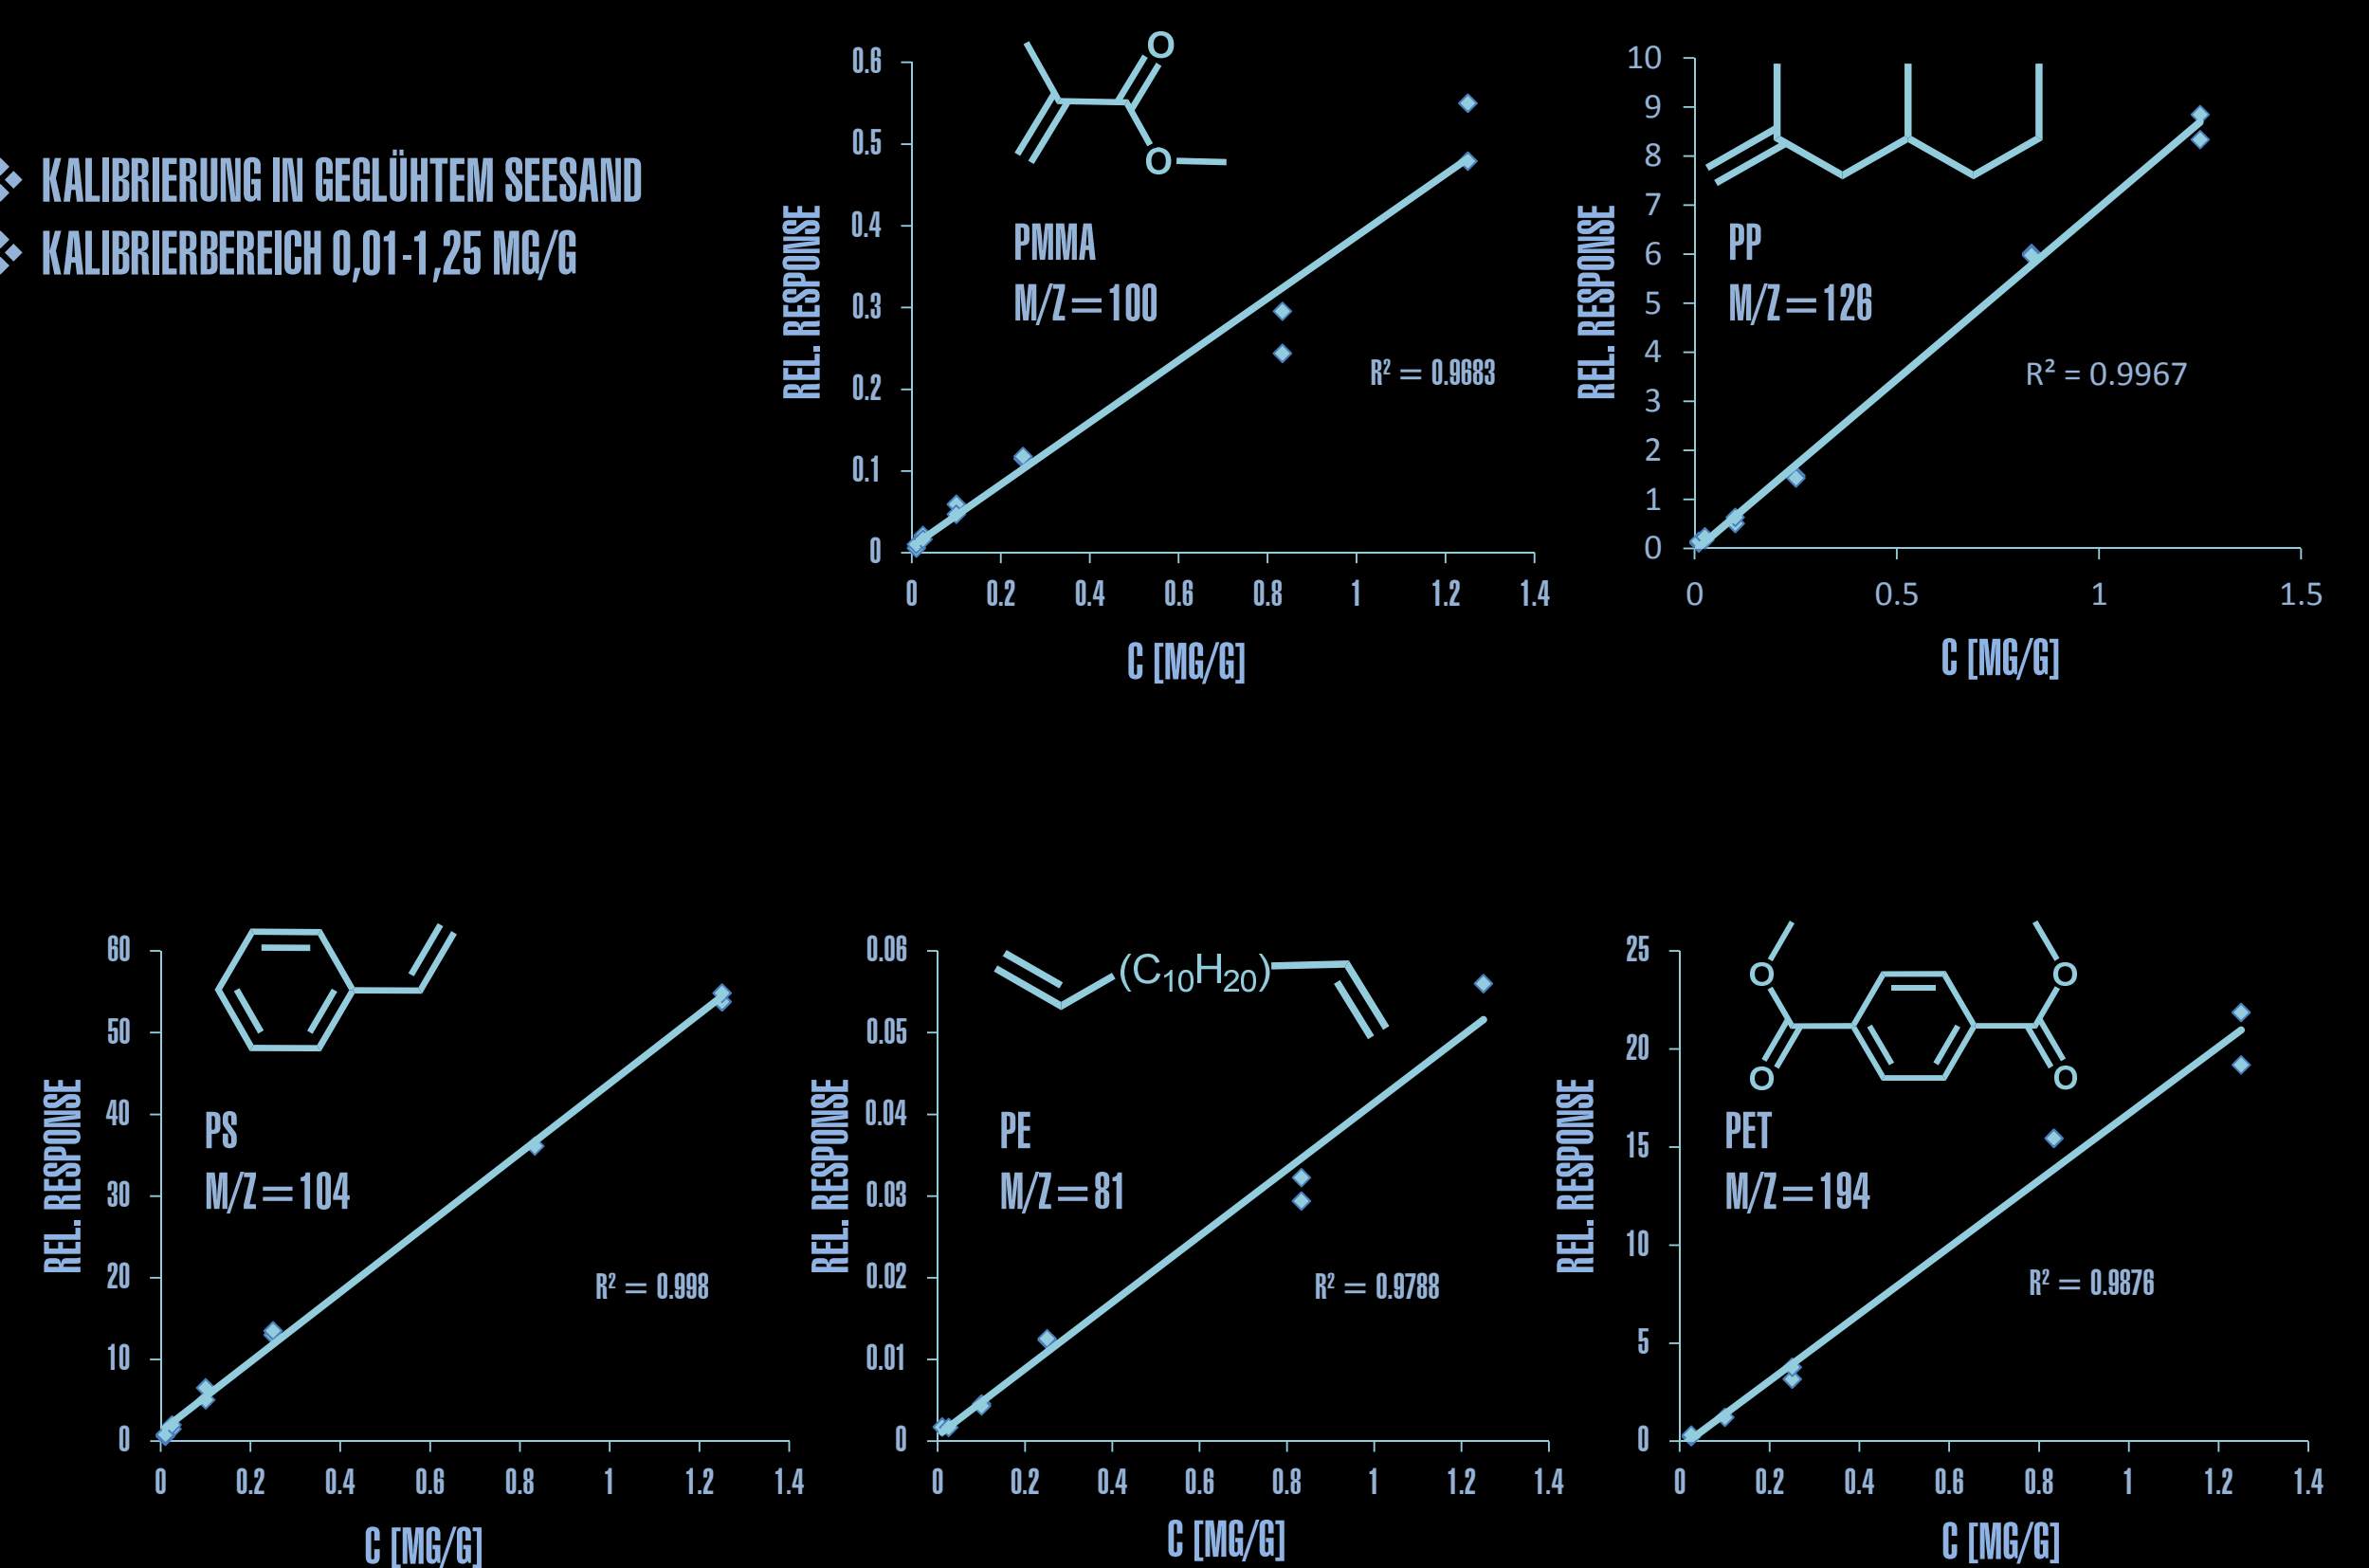 KALIBRIERUNG IN GEGLÜHTEM SEESAND
KALIBRIERBEREICH 0,01-1,25 MG/G
0.6
0.5
0.4
0.3
0.2
0.1
0
REL. RESPONSE
O
O
PMMA
M/Z=100
R² = 0.9683
0 0.2 0.4 0.6 0.8 1 1.2 1.4
C [MG/G]
10
9
8
7
6
5
4
3
2
1
0
REL. RESPONSE
PP
M/Z=126
R² = 0.9967
0 0.5 1 1.5
C [MG/G]
60
50
40
30
20
10
0
REL. RESPONSE
PS
M/Z=104
R² = 0.998
0 0.2 0.4 0.6 0.8 1 1.2 1.4
C [MG/G]
0.06
0.05
0.04
0.03
0.02
0.01
0
REL. RESPONSE
(C₁₀H₂₀)
PE
M/Z=81
R² = 0.9788
0 0.2 0.4 0.6 0.8 1 1.2 1.4
C [MG/G]
25
20
15
10
5
0
REL. RESPONSE
O O
O O
PET
M/Z=194
R² = 0.9876
0 0.2 0.4 0.6 0.8 1 1.2 1.4
C [MG/G]